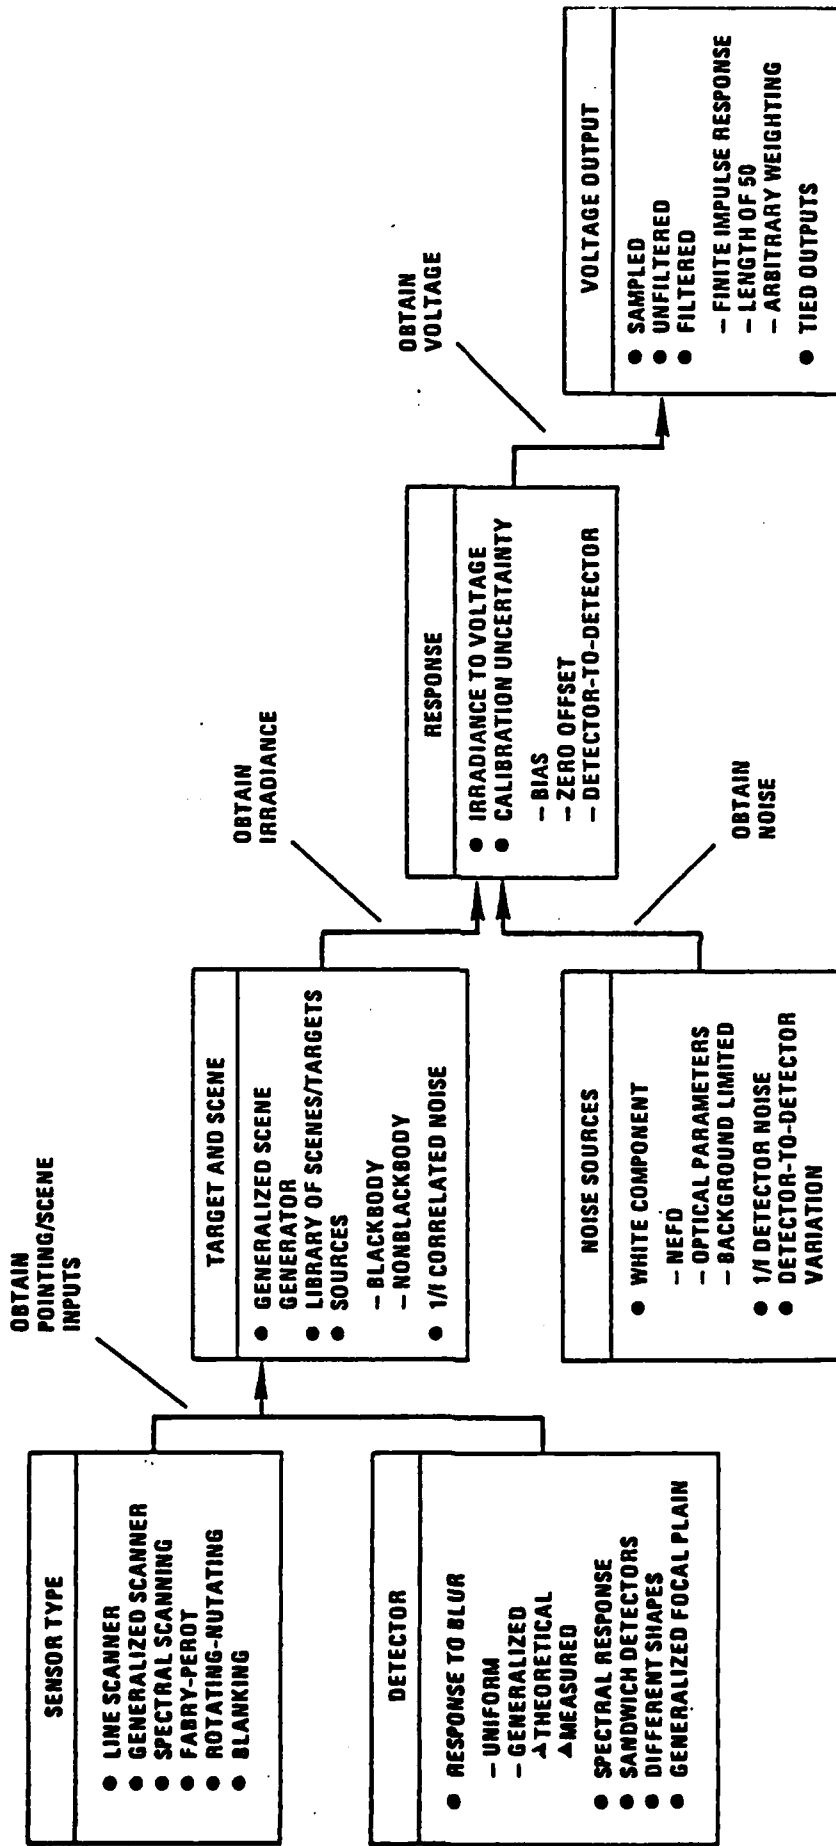 OBTAIN
POINTING/SCENE
INPUTS
SENSOR TYPE
● LINE SCANNER
● GENERALIZED SCANNER
● SPECTRAL SCANNING
● FABRY-PEROT
● ROTATING-NUTATING
● BLANKING
DETECTOR
● RESPONSE TO BLUR
– UNIFORM
– GENERALIZED
▲THEORETICAL
▲MEASURED
● SPECTRAL RESPONSE
● SANDWICH DETECTORS
● DIFFERENT SHAPES
● GENERALIZED FOCAL PLAIN
OBTAIN
IRRADIANCE
TARGET AND SCENE
● GENERALIZED SCENE
GENERATOR
● LIBRARY OF SCENES/TARGETS
● SOURCES
– BLACKBODY
– NONBLACKBODY
● 1/f CORRELATED NOISE
NOISE SOURCES
● WHITE COMPONENT
– NEFD
– OPTICAL PARAMETERS
– BACKGROUND LIMITED
● 1/f DETECTOR NOISE
● DETECTOR-TO-DETECTOR
VARIATION
OBTAIN
NOISE
RESPONSE
● IRRADIANCE TO VOLTAGE
● CALIBRATION UNCERTAINTY
– BIAS
– ZERO OFFSET
– DETECTOR-TO-DETECTOR
OBTAIN
VOLTAGE
VOLTAGE OUTPUT
● SAMPLED
● UNFILTERED
● FILTERED
– FINITE IMPULSE RESPONSE
– LENGTH OF 50
– ARBITRARY WEIGHTING
● TIED OUTPUTS